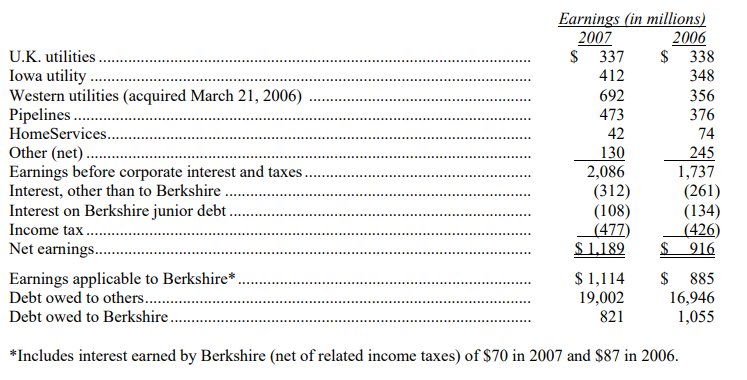 Earnings (in millions)
2007 2006
U.K. utilities ........................................................................................................ $ 337 $ 338
Iowa utility .......................................................................................................... 412 348
Western utilities (acquired March 21, 2006) ...................................................... 692 356
Pipelines .............................................................................................................. 473 376
HomeServices...................................................................................................... 42 74
Other (net) ........................................................................................................... 130 245
Earnings before corporate interest and taxes ....................................................... 2,086 1,737
Interest, other than to Berkshire .......................................................................... (312) (261)
Interest on Berkshire junior debt ......................................................................... (108) (134)
Income tax ........................................................................................................... (477) (426)
Net earnings......................................................................................................... $ 1,189 $ 916
Earnings applicable to Berkshire* ....................................................................... $ 1,114 $ 885
Debt owed to others............................................................................................. 19,002 16,946
Debt owed to Berkshire ....................................................................................... 821 1,055
*Includes interest earned by Berkshire (net of related income taxes) of $70 in 2007 and $87 in 2006.